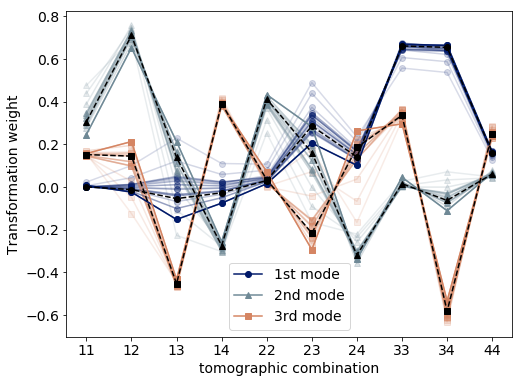 0.8
0.6
0.4
0.2
0.0
−0.2
−0.4
−0.6
Transformation weight
1st mode
2nd mode
3rd mode
11 12 13 14 22 23 24 33 34 44
tomographic combination